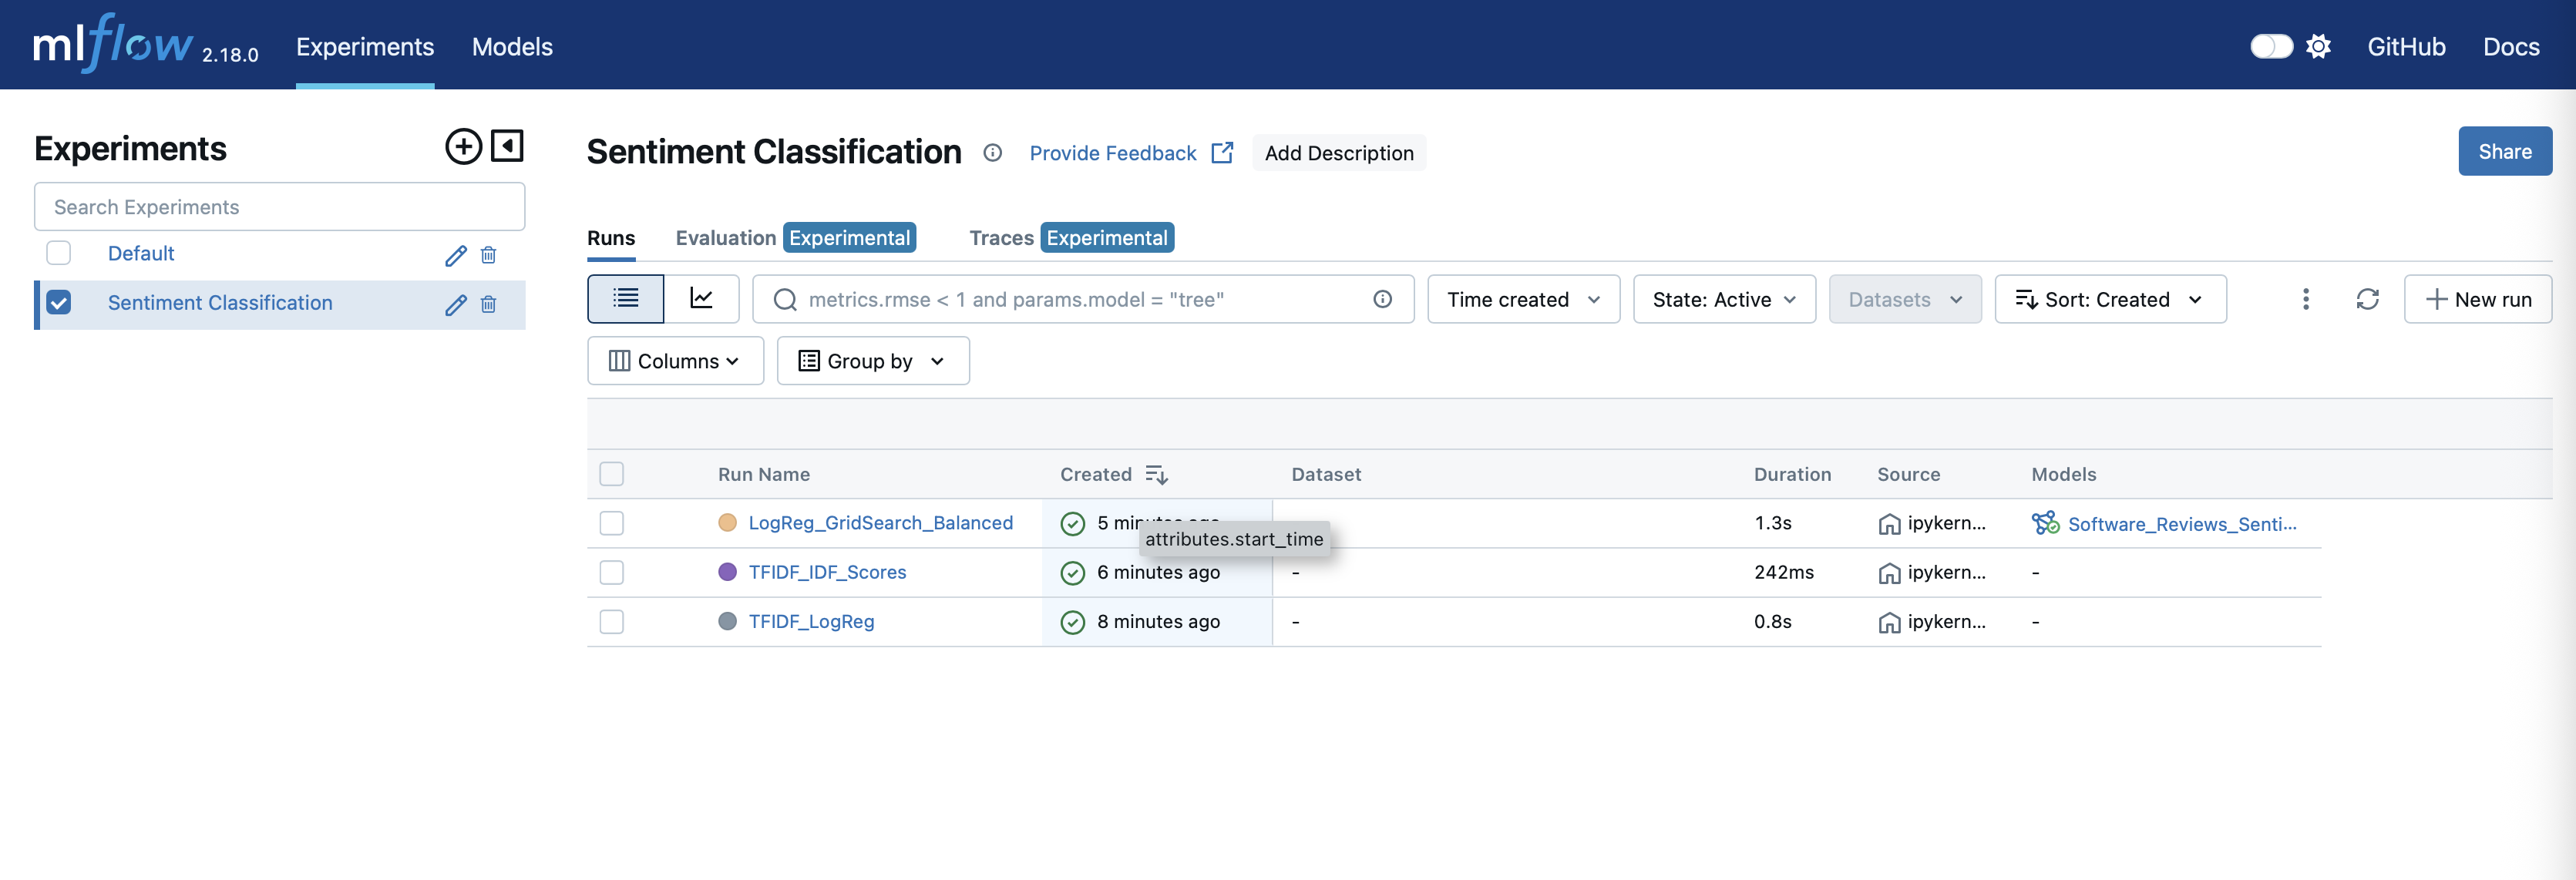 mlflow 2.18.0 Experiments Models GitHub Docs
Experiments
Search Experiments
Default
Sentiment Classification
Sentiment Classification Provide Feedback Add Description Share
Runs Evaluation Experimental Traces Experimental
metrics.rmse < 1 and params.model = "tree" Time created State: Active Datasets Sort: Created New run
Columns Group by
Run Name Created Dataset Duration Source Models
LogReg_GridSearch_Balanced 5 minutes ago 1.3s ipykern... Software_Reviews_Senti...
attributes.start_time
TFIDF_IDF_Scores 6 minutes ago - 242ms ipykern... -
TFIDF_LogReg 8 minutes ago - 0.8s ipykern... -